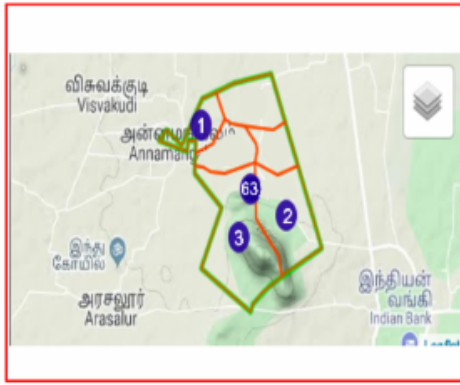 விசுவக்குடி
Visvakudi
1
Annamang
63
2
3
இந்து
கோயில்
அரசலூர்
Arasalur
இந்தியன்
வங்கி
Indian Bank